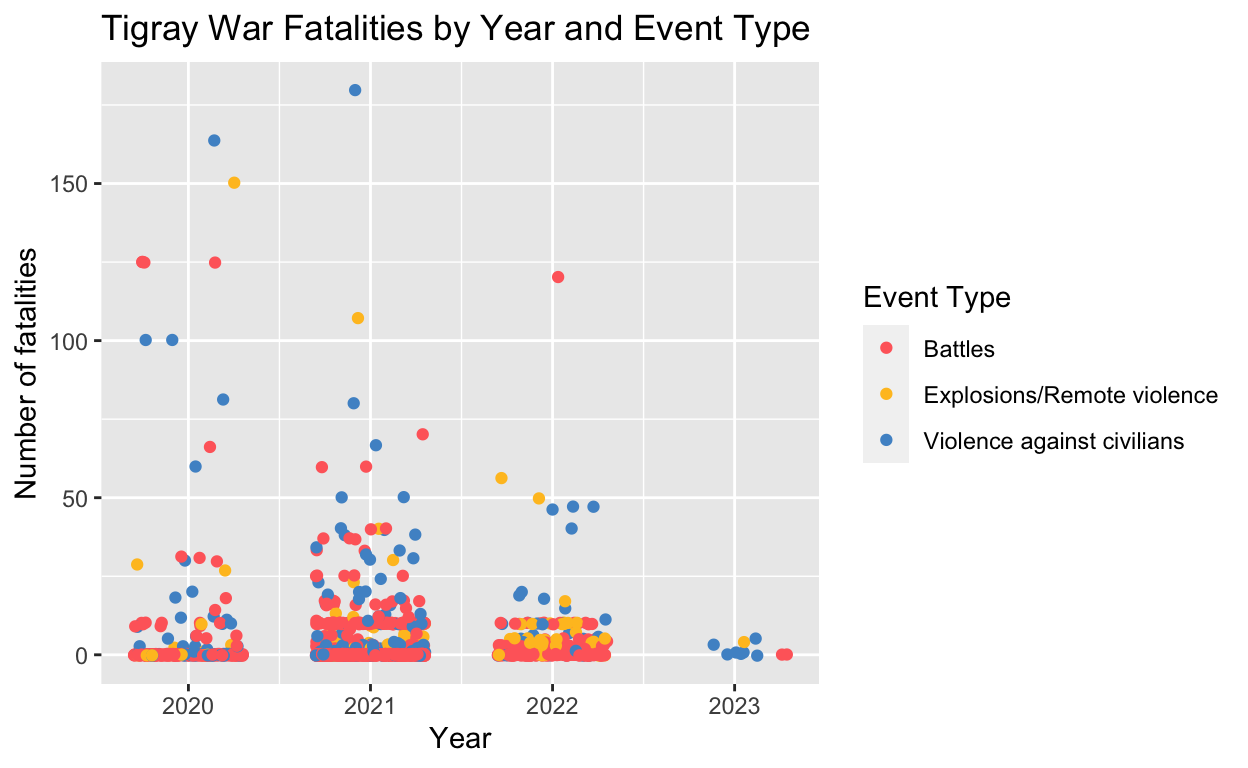 Tigray War Fatalities by Year and Event Type
Number of fatalities
150
100
50
0
2020 2021 2022 2023
Year
Event Type
Battles
Explosions/Remote violence
Violence against civilians